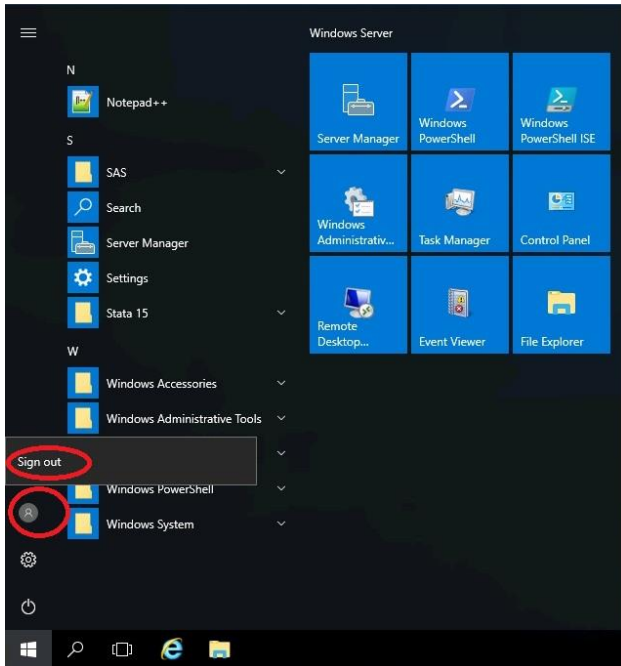 Windows Server
N
Notepad++
S
SAS
Search
Server Manager
Settings
Stata 15
W
Windows Accessories
Windows Administrative Tools
Sign out
Windows PowerShell
Windows System
Server Manager
Windows
PowerShell
Windows
PowerShell ISE
Windows
Administrativ...
Task Manager
Control Panel
Remote
Desktop...
Event Viewer
File Explorer